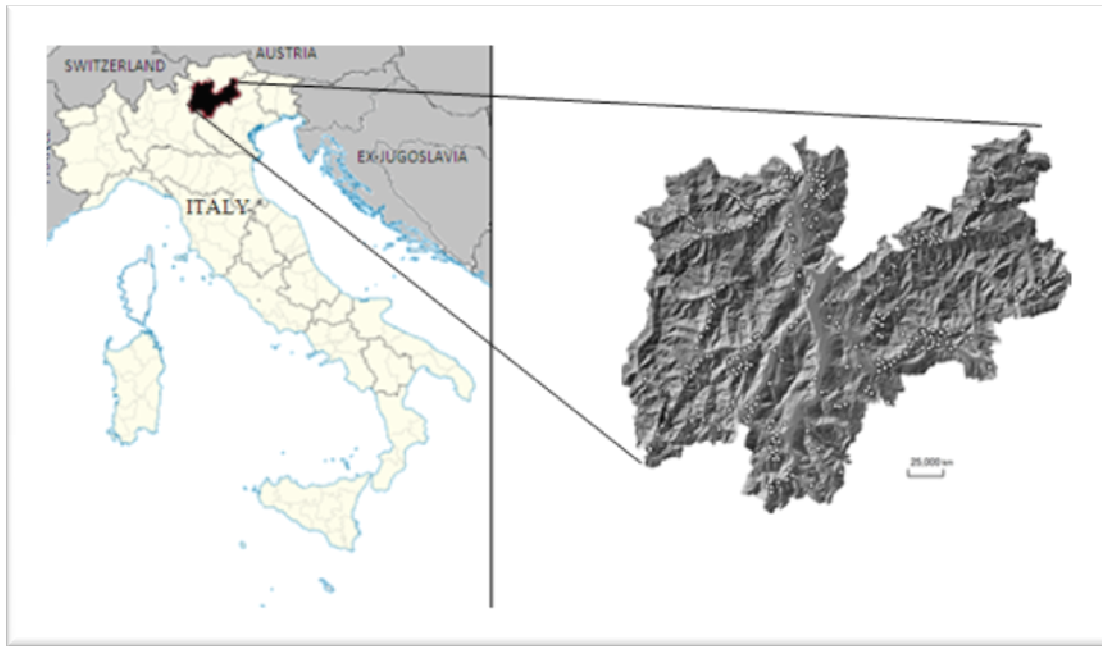 AUSTRIA
SWITZERLAND
EX-JUGOSLAVIA
ITALY
25,000 km